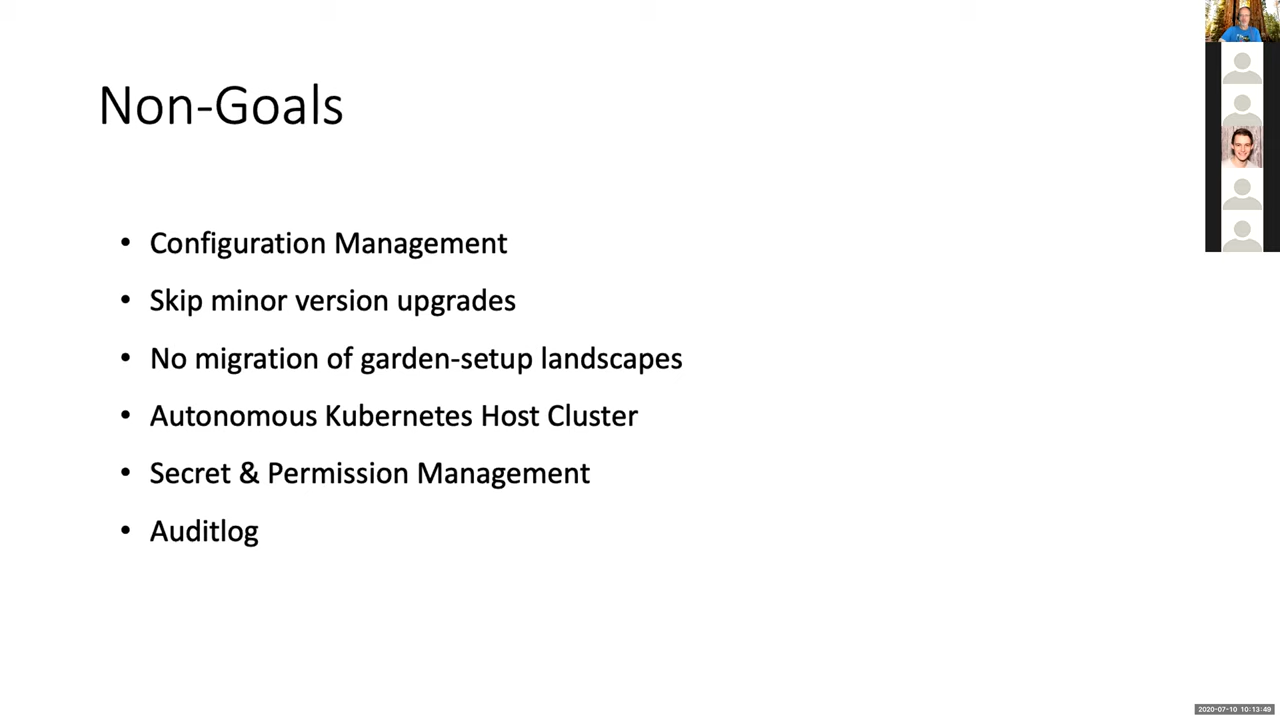 Non-Goals
• Configuration Management
• Skip minor version upgrades
• No migration of garden-setup landscapes
• Autonomous Kubernetes Host Cluster
• Secret & Permission Management
• Auditlog
2020-07-10 10:13:49